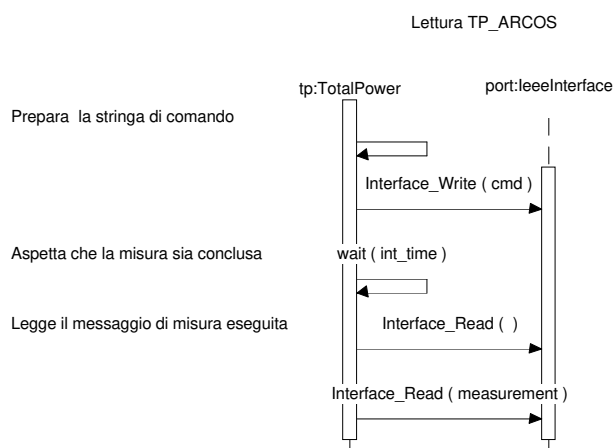 Lettura TP_ARCOS
tp:TotalPower
port:IeeeInterface
Prepara la stringa di comando
Interface_Write ( cmd )
Aspetta che la misura sia conclusa
wait ( int_time )
Legge il messaggio di misura eseguita
Interface_Read ( )
Interface_Read ( measurement )